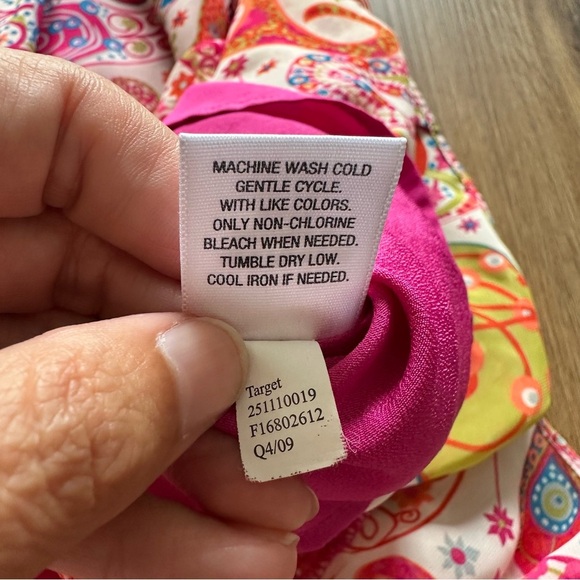 MACHINE WASH COLD
GENTLE CYCLE.
WITH LIKE COLORS.
ONLY NON-CHLORINE
BLEACH WHEN NEEDED.
TUMBLE DRY LOW.
COOL IRON IF NEEDED.
Target
251110019
F16802612
Q4/09